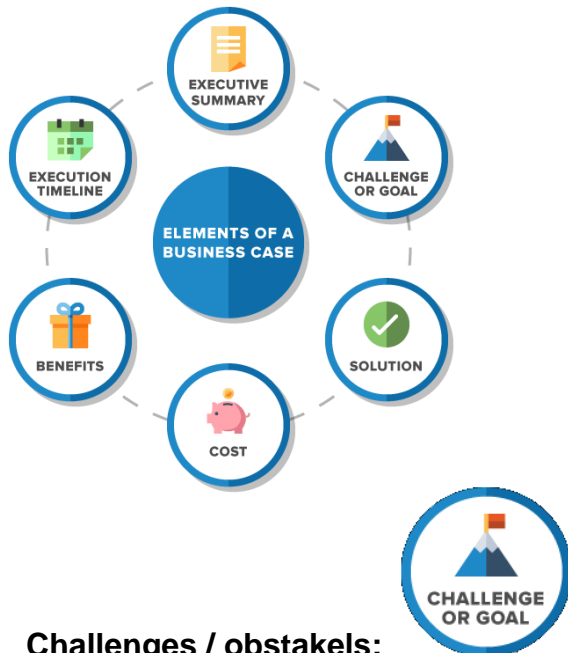 EXECUTIVE
SUMMARY
CHALLENGE
OR GOAL
SOLUTION
COST
BENEFITS
EXECUTION
TIMELINE
ELEMENTS OF A
BUSINESS CASE
CHALLENGE
OR GOAL
Challenges / obstakels: